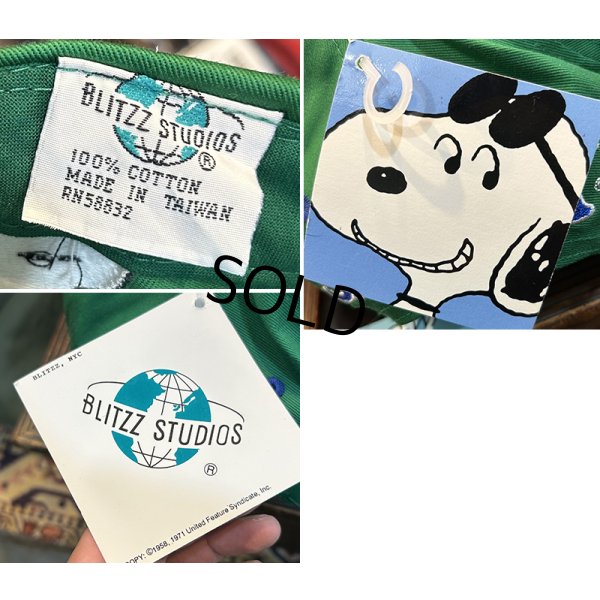 BLITZZ STUDIOS
®
100% COTTON
MADE IN TAIWAN
RN58832
SOLD
BLITZZ, NYC
BLITZZ STUDIOS
®
COPY: ©1958, 1971 United Feature Syndicate, Inc.